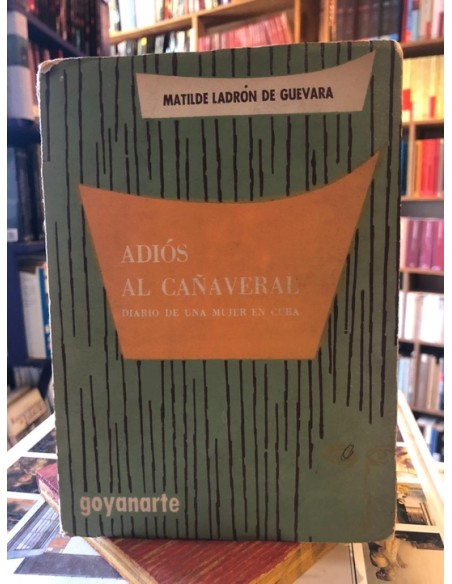 MATILDE LADRÓN DE GUEVARA
ADIÓS
AL CAÑAVERAL
DIARIO DE UNA MUJER EN CUBA
goyanarte